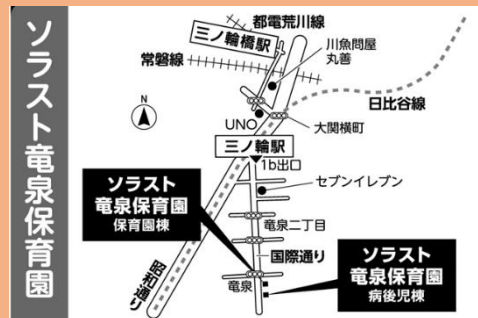 ソラスト竜泉保育園
都電荒川線
三ノ輪橋駅
川魚問屋
丸善
常磐線
日比谷線
N
UNO
大関横町
三ノ輪駅
1b出口
セブンイレブン
ソラスト
竜泉保育園
保育園棟
竜泉二丁目
国際通り
昭和通り
竜泉
ソラスト
竜泉保育園
病後児棟